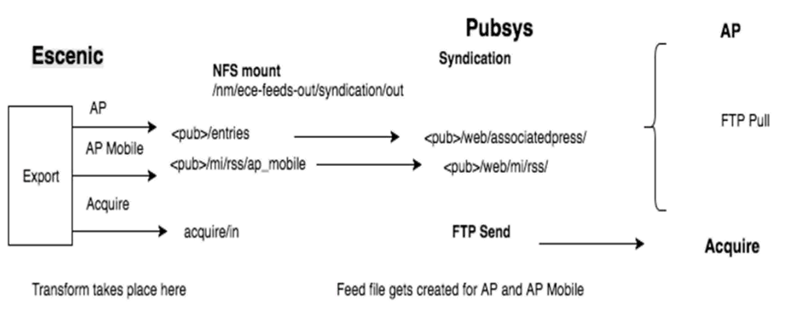 Escenic
Pubsys
AP
NFS mount
Syndication
/nm/ece-feeds-out/syndication/out
AP
<pub>/entries
<pub>/web/associatedpress/
FTP Pull
AP Mobile
<pub>/mi/rss/ap_mobile
<pub>/web/mi/rss/
Export
Acquire
acquire/in
FTP Send
Acquire
Transform takes place here
Feed file gets created for AP and AP Mobile